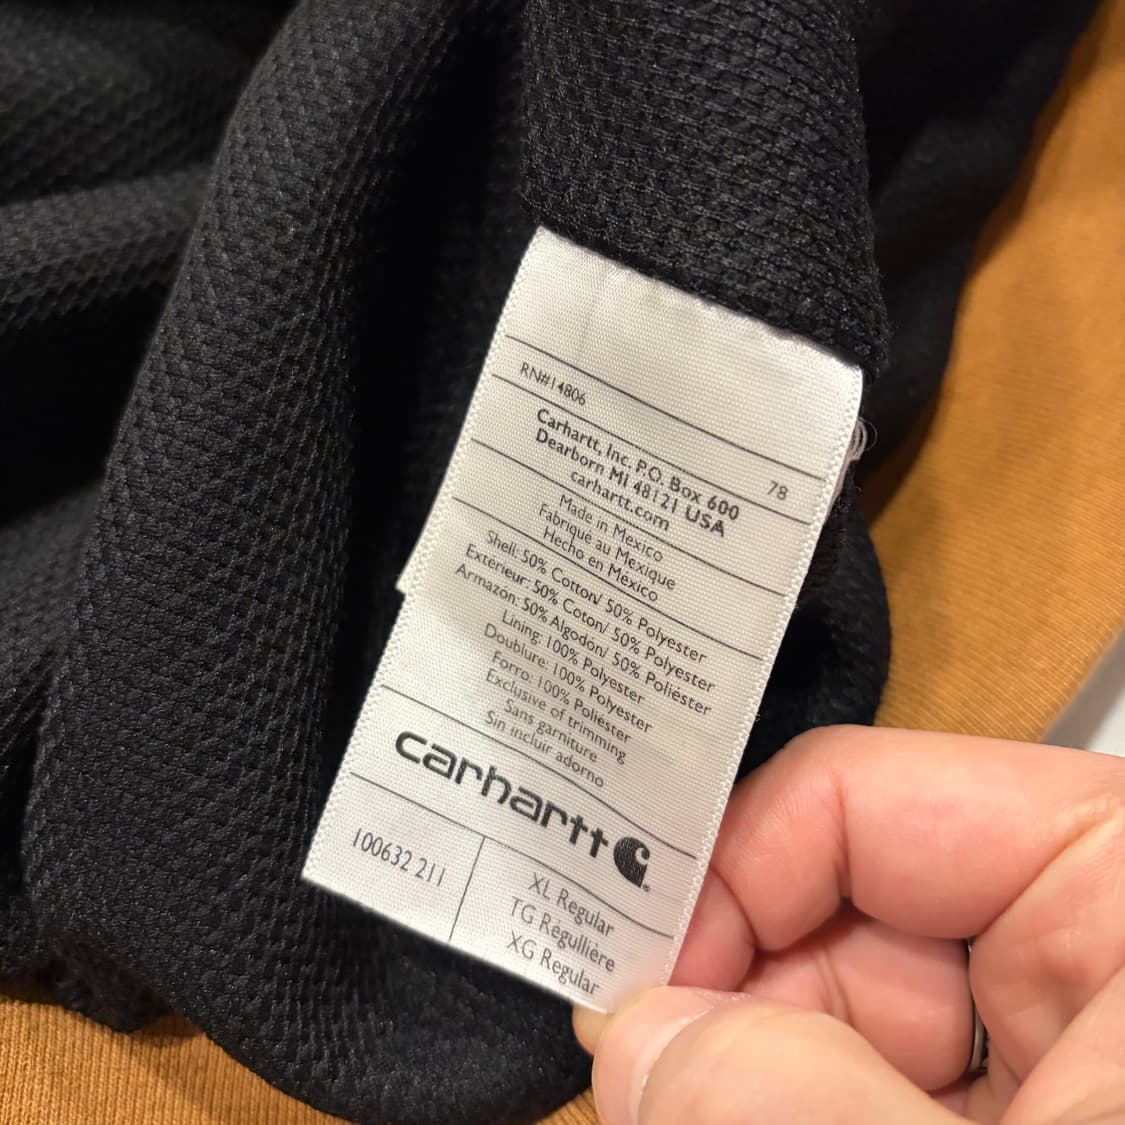 RN#14806
78
Carhartt, Inc. P.O. Box 600
Dearborn MI 48121 USA
carhartt.com
Made in Mexico
Fabriqué au Mexique
Hecho en México
Shell: 50% Cotton/ 50% Polyester
Extérieur: 50% Coton/ 50% Polyester
Armazon: 50% Algodón/ 50% Poliéster
Lining: 100% Polyester
Doublure: 100% Polyester
Forro: 100% Poliéster
Exclusive of trimming
Sans garniture
Sin incluir adorno
carhartt
100632 211
XL Regular
TG Regullière
XG Regular